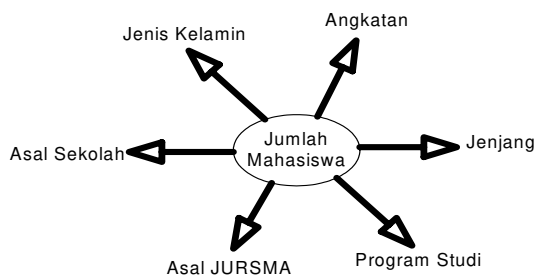 Angkatan
Jenis Kelamin
Jumlah
Mahasiswa
Jenjang
Asal Sekolah
Program Studi
Asal JURSMA